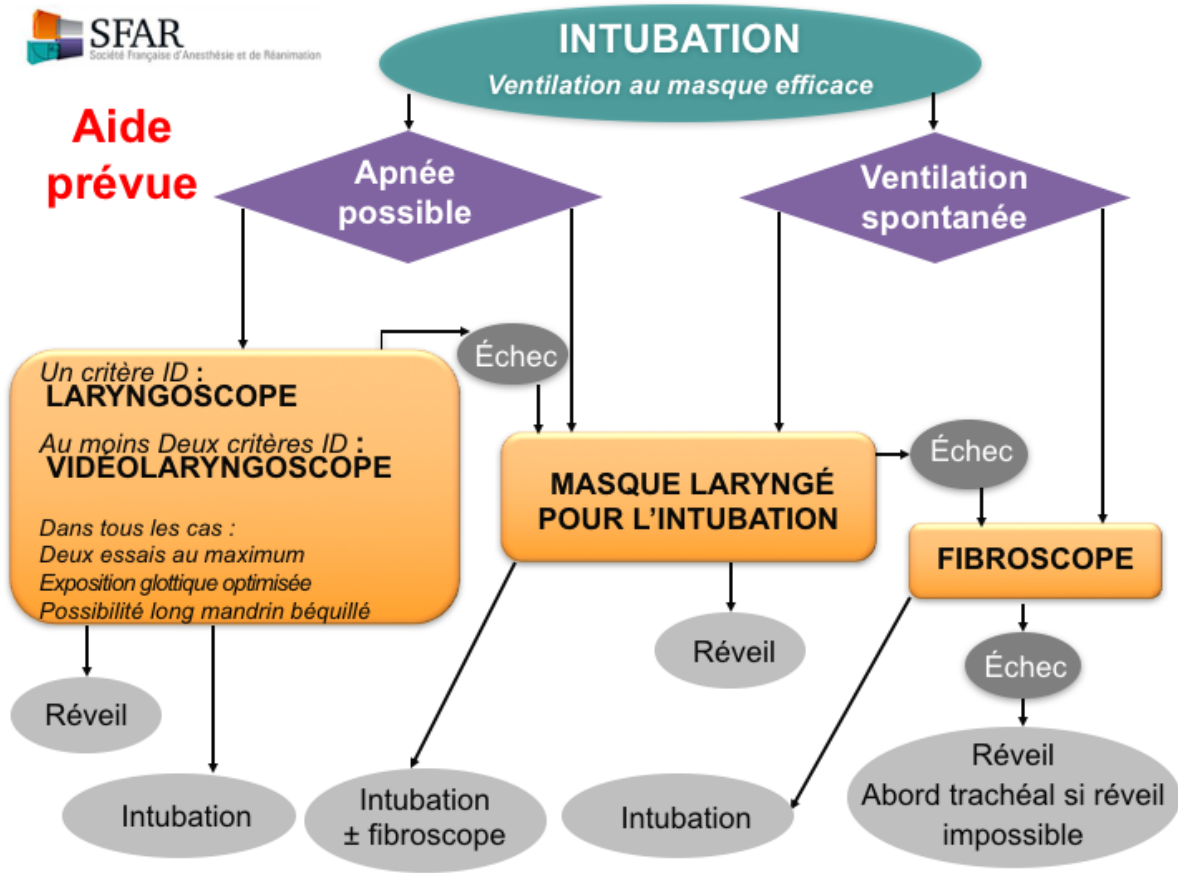 SFAR
Société Française d'Anesthésie et de Réanimation
INTUBATION
Ventilation au masque efficace
Aide
prévue
Apnée
possible
Ventilation
spontanée
Échec
Un critère ID :
LARYNGOSCOPE
Au moins Deux critères ID :
VIDÉOLARYNGOSCOPE
Dans tous les cas :
Deux essais au maximum
Exposition glottique optimisée
Possibilité long mandrin béquillé
MASQUE LARYNGÉ
POUR L'INTUBATION
Échec
FIBROSCOPE
Réveil
Réveil
Échec
Intubation
Intubation
± fibroscope
Intubation
Réveil
Abord trachéal si réveil
impossible